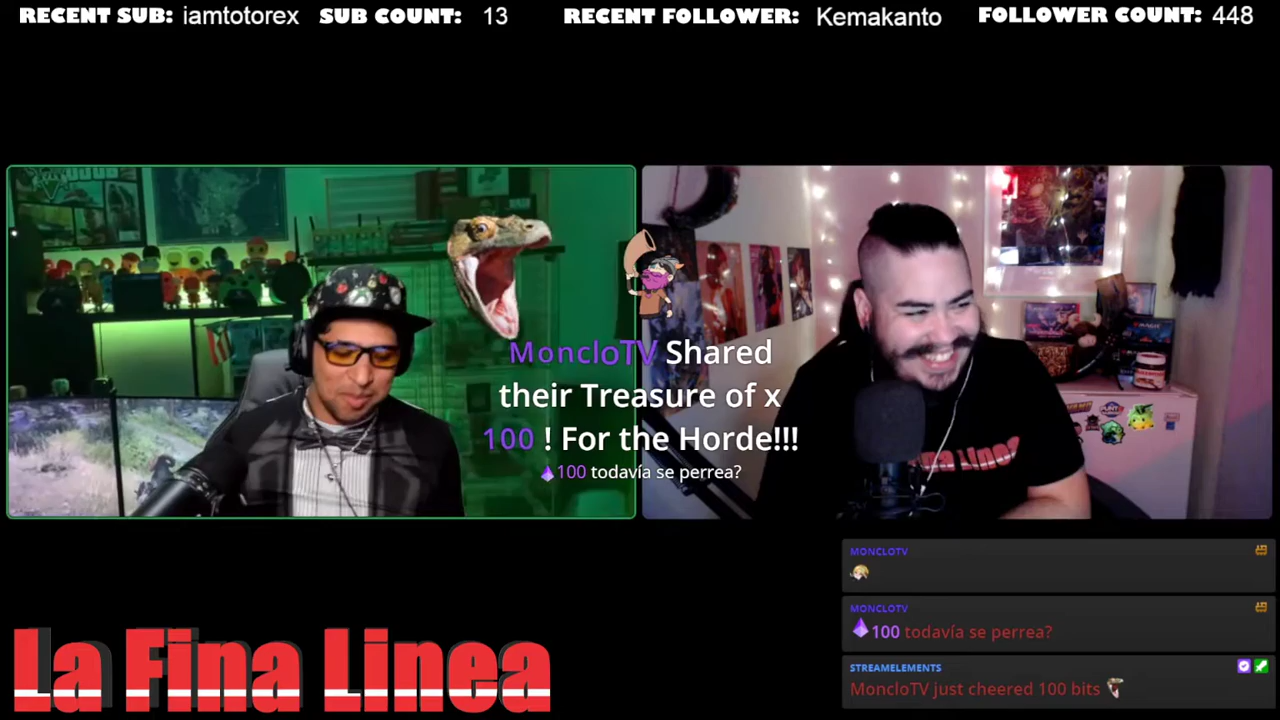 RECENT SUB: iamtotorex SUB COUNT: 13 RECENT FOLLOWER: Kemakanto FOLLOWER COUNT: 448
MoncloTV Shared
their Treasure of x
100 ! For the Horde!!!
100 todavía se perrea?
FINA LINEA
MONCLOTV
MONCLOTV
100 todavía se perrea?
STREAMELEMENTS
MoncloTV just cheered 100 bits
La Fina Linea